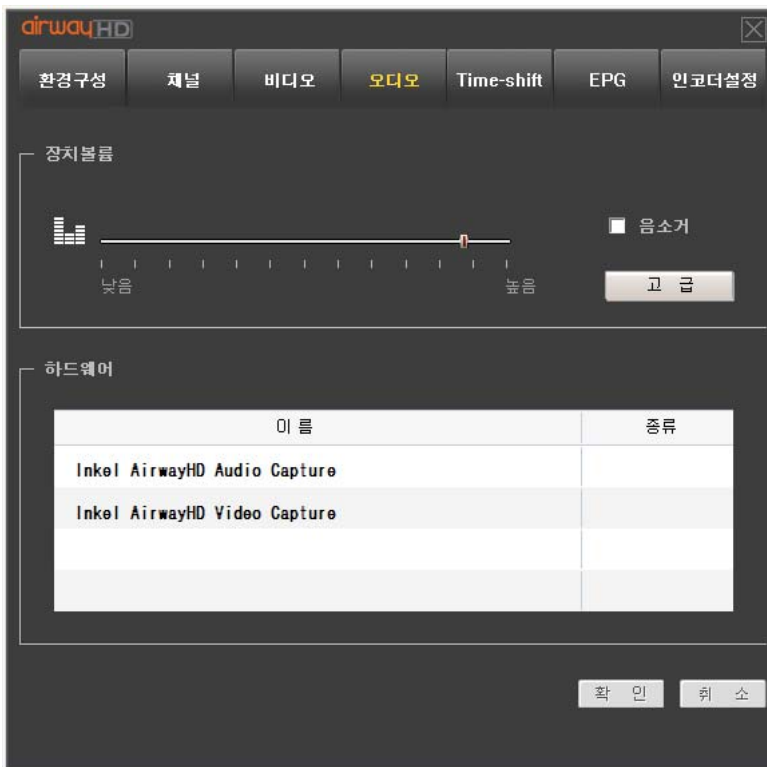 airway HD
환경구성 채널 비디오 오디오 Time-shift EPG 인코더설정
장치볼륨
음소거
낮음 높음
고 급
하드웨어
이 름 종류
Inkel AirwayHD Audio Capture
Inkel AirwayHD Video Capture
확 인 취 소